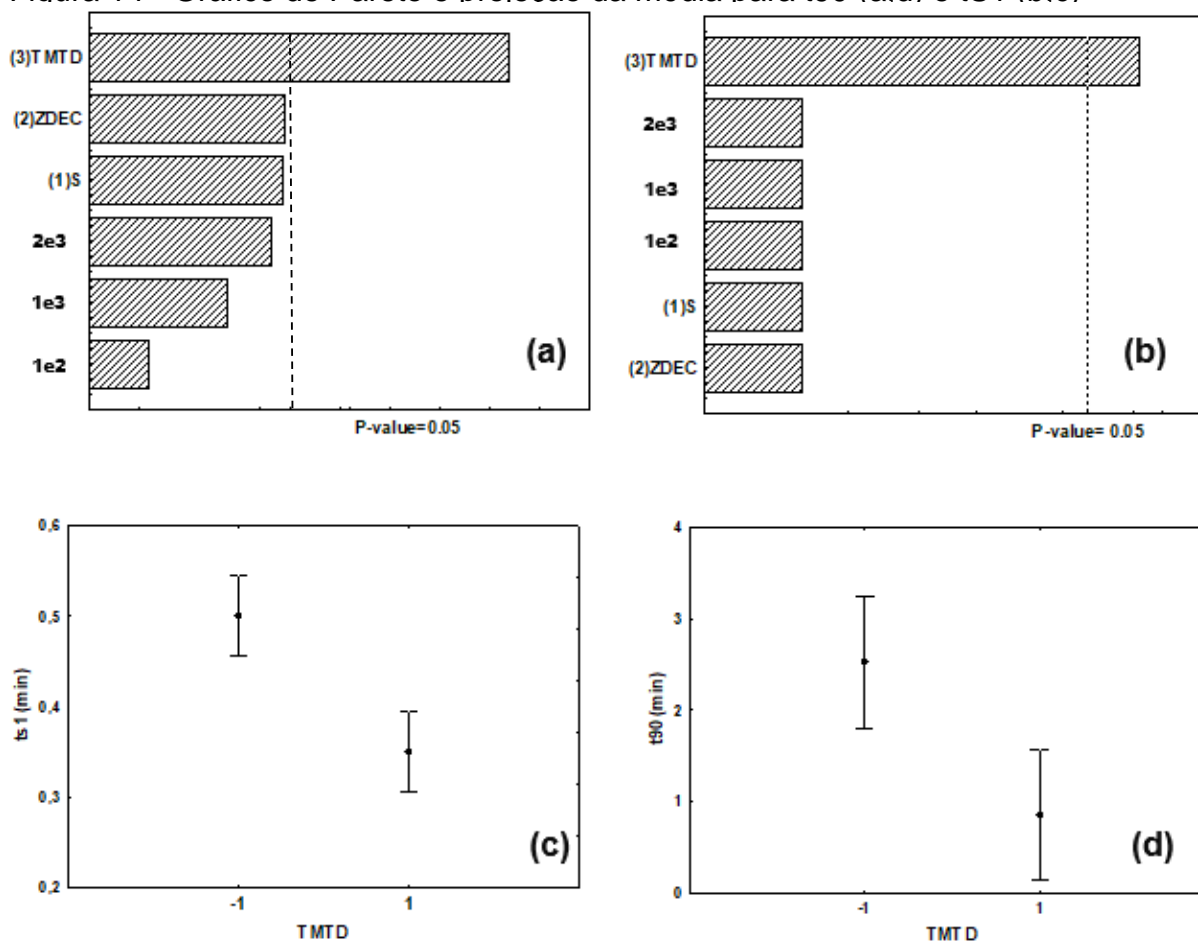 (3)TMTD
(2)ZDEC
(1)S
2e3
1e3
1e2
(a)
P-value=0.05
(3)TMTD
2e3
1e3
1e2
(1)S
(2)ZDEC
(b)
P-value= 0.05
0,6
0,5
0,4
0,3
0,2
ts1 (min)
-1
1
TMTD
(c)
4
3
2
1
0
t90 (min)
-1
1
TMTD
(d)